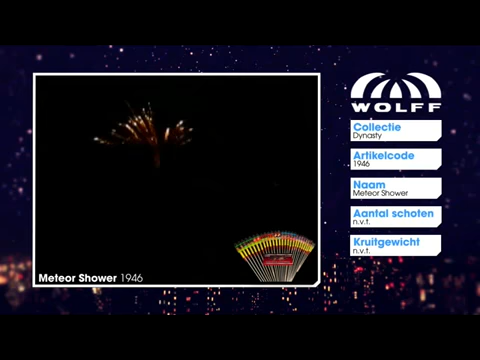 WOLFF
Collectie
Dynasty
Artikelcode
1946
Naam
Meteor Shower
Aantal schoten
n.v.t.
Kruitgewicht
n.v.t.
Meteor Shower 1946